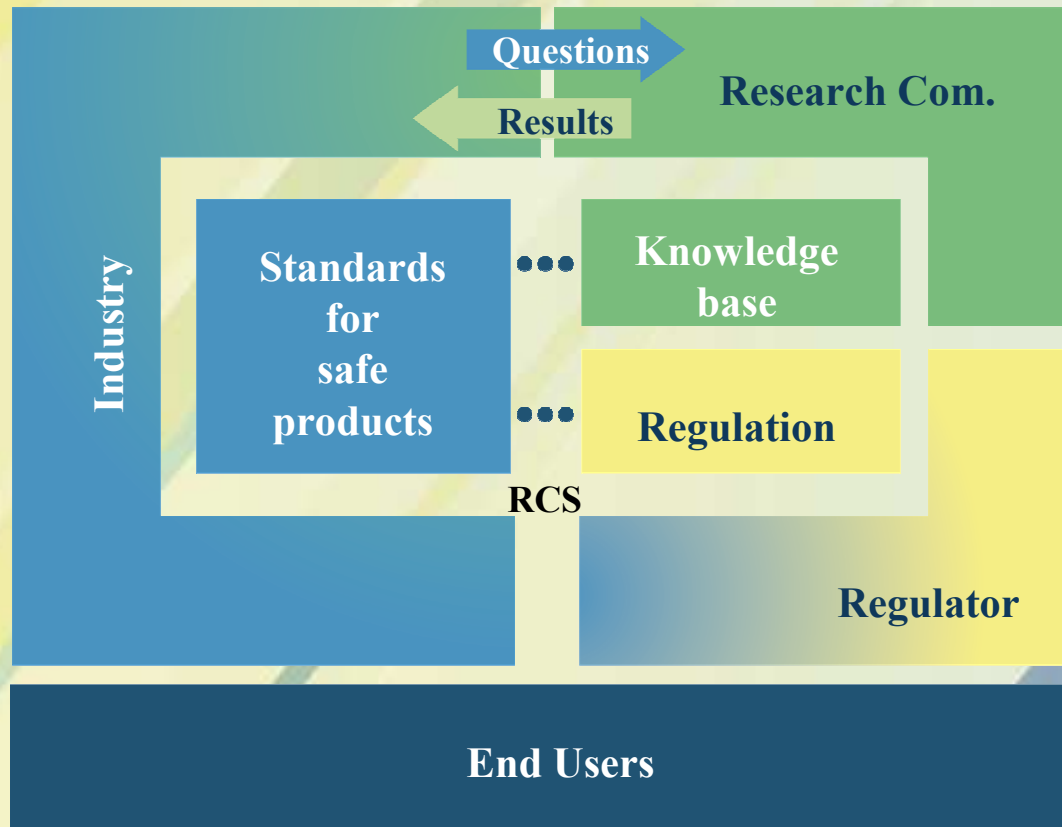 Questions
Research Com.
Results
Industry
Standards
for
safe
products
Knowledge
base
Regulation
RCS
Regulator
End Users